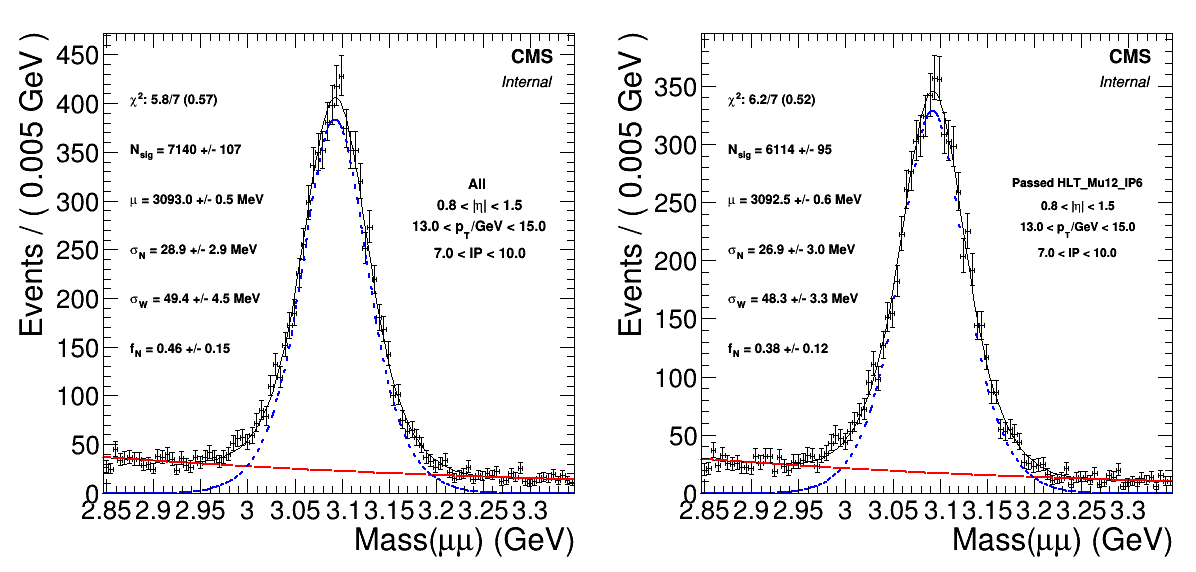 Events / ( 0.005 GeV )
450
400
350
300
250
200
150
100
50
0
CMS
Internal
χ²: 5.8/7 (0.57)
N_sig = 7140 +/- 107
μ = 3093.0 +/- 0.5 MeV
σ_N = 28.9 +/- 2.9 MeV
σ_W = 49.4 +/- 4.5 MeV
f_N = 0.46 +/- 0.15
All
0.8 < |η| < 1.5
13.0 < p_T/GeV < 15.0
7.0 < IP < 10.0
2.85 2.9 2.95 3 3.05 3.1 3.15 3.2 3.25 3.3
Mass(μμ) (GeV)
Events / ( 0.005 GeV )
350
300
250
200
150
100
50
0
CMS
Internal
χ²: 6.2/7 (0.52)
N_sig = 6114 +/- 95
μ = 3092.5 +/- 0.6 MeV
σ_N = 26.9 +/- 3.0 MeV
σ_W = 48.3 +/- 3.3 MeV
f_N = 0.38 +/- 0.12
Passed HLT_Mu12_IP6
0.8 < |η| < 1.5
13.0 < p_T/GeV < 15.0
7.0 < IP < 10.0
2.85 2.9 2.95 3 3.05 3.1 3.15 3.2 3.25 3.3
Mass(μμ) (GeV)